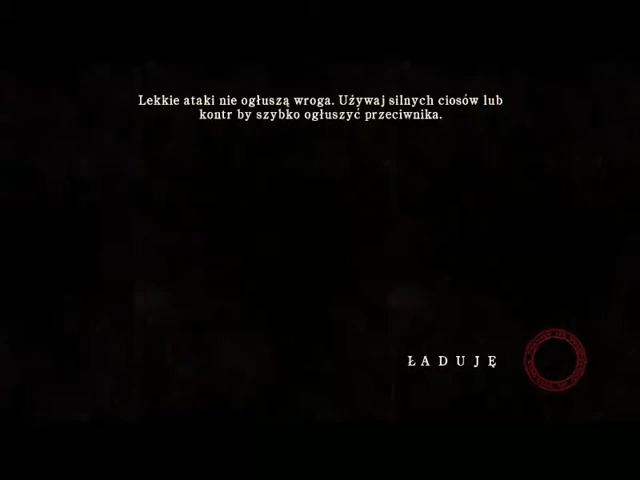 Lekkie ataki nie ogłuszą wroga. Używaj silnych ciosów lub
kontr by szybko ogłuszyć przeciwnika.
ŁADUJĘ